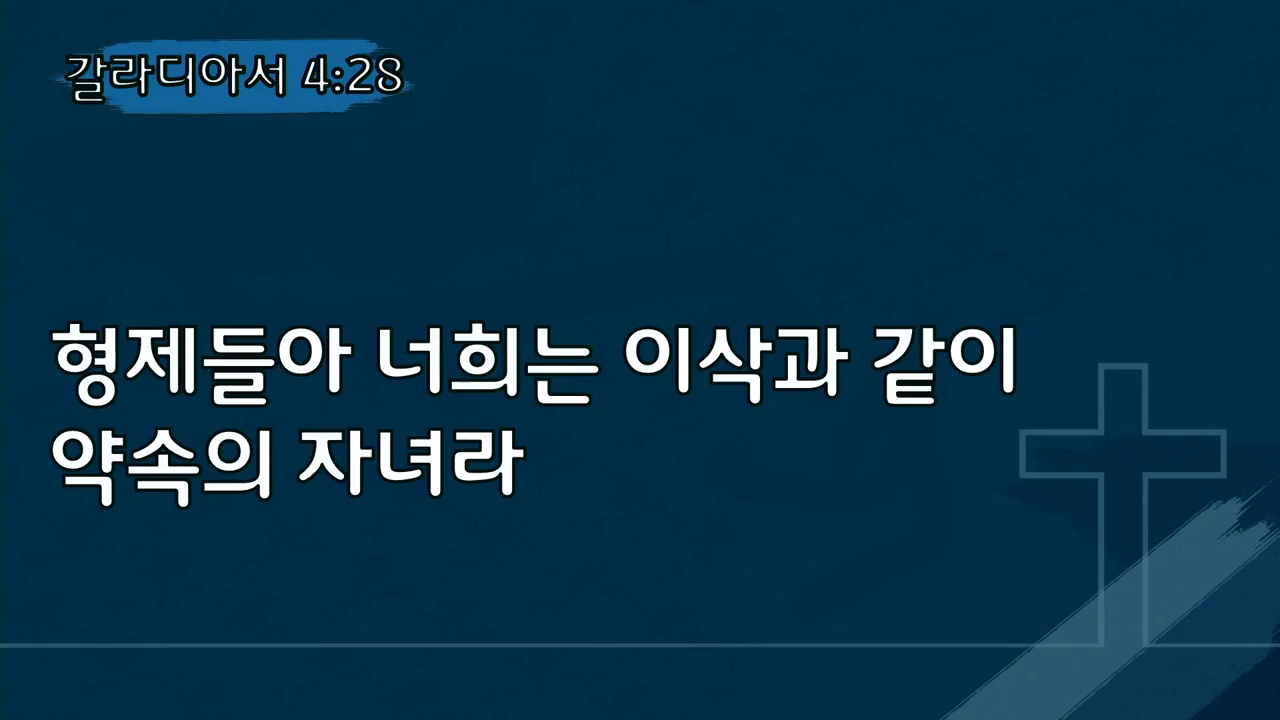 갈라디아서 4:28
형제들아 너희는 이삭과 같이
약속의 자녀라